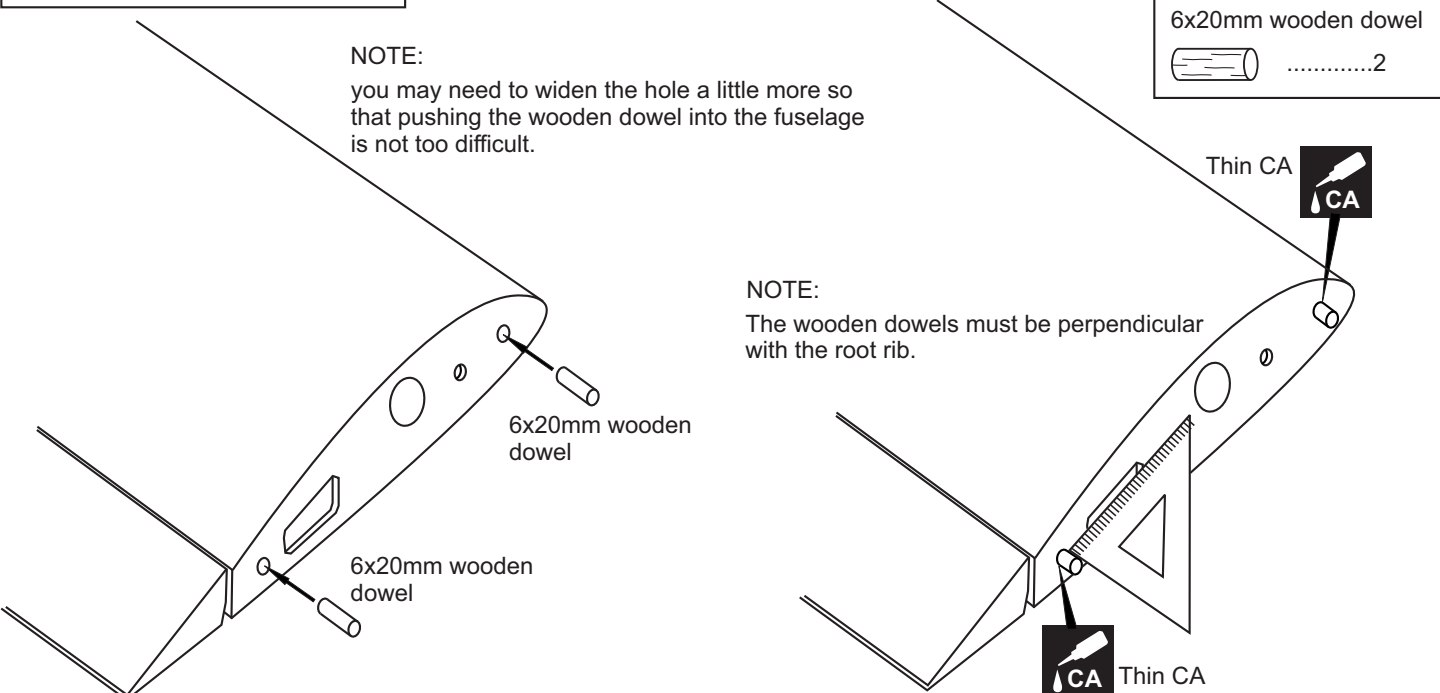 NOTE:
you may need to widen the hole a little more so
that pushing the wooden dowel into the fuselage
is not too difficult.
6x20mm wooden
dowel
6x20mm wooden
dowel
6x20mm wooden dowel
.............2
Thin CA
CA
NOTE:
The wooden dowels must be perpendicular
with the root rib.
CA
Thin CA